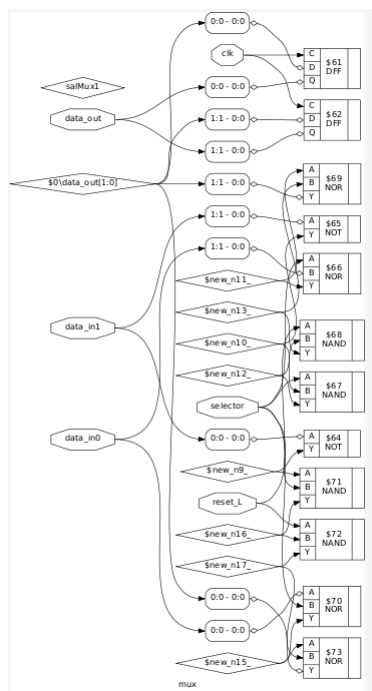 0:0 - 0:0
clk
C
D
Q
$61
DFF
salMux1
0:0 - 0:0
data_out
1:1 - 0:0
C
D
Q
$62
DFF
1:1 - 0:0
$0\data_out[1:0]
1:1 - 0:0
A
B
Y
$69
NOR
1:1 - 0:0
A
Y
$65
NOT
1:1 - 0:0
A
B
Y
$66
NOR
$new_n11_
$new_n13_
data_in1
$new_n10_
A
B
Y
$68
NAND
$new_n12_
A
B
Y
$67
NAND
selector
data_in0
0:0 - 0:0
A
Y
$64
NOT
$new_n9_
A
B
Y
$71
NAND
reset_L
$new_n16_
A
B
Y
$72
NAND
$new_n17_
0:0 - 0:0
A
B
Y
$70
NOR
0:0 - 0:0
$new_n15_
A
B
Y
$73
NOR
mux